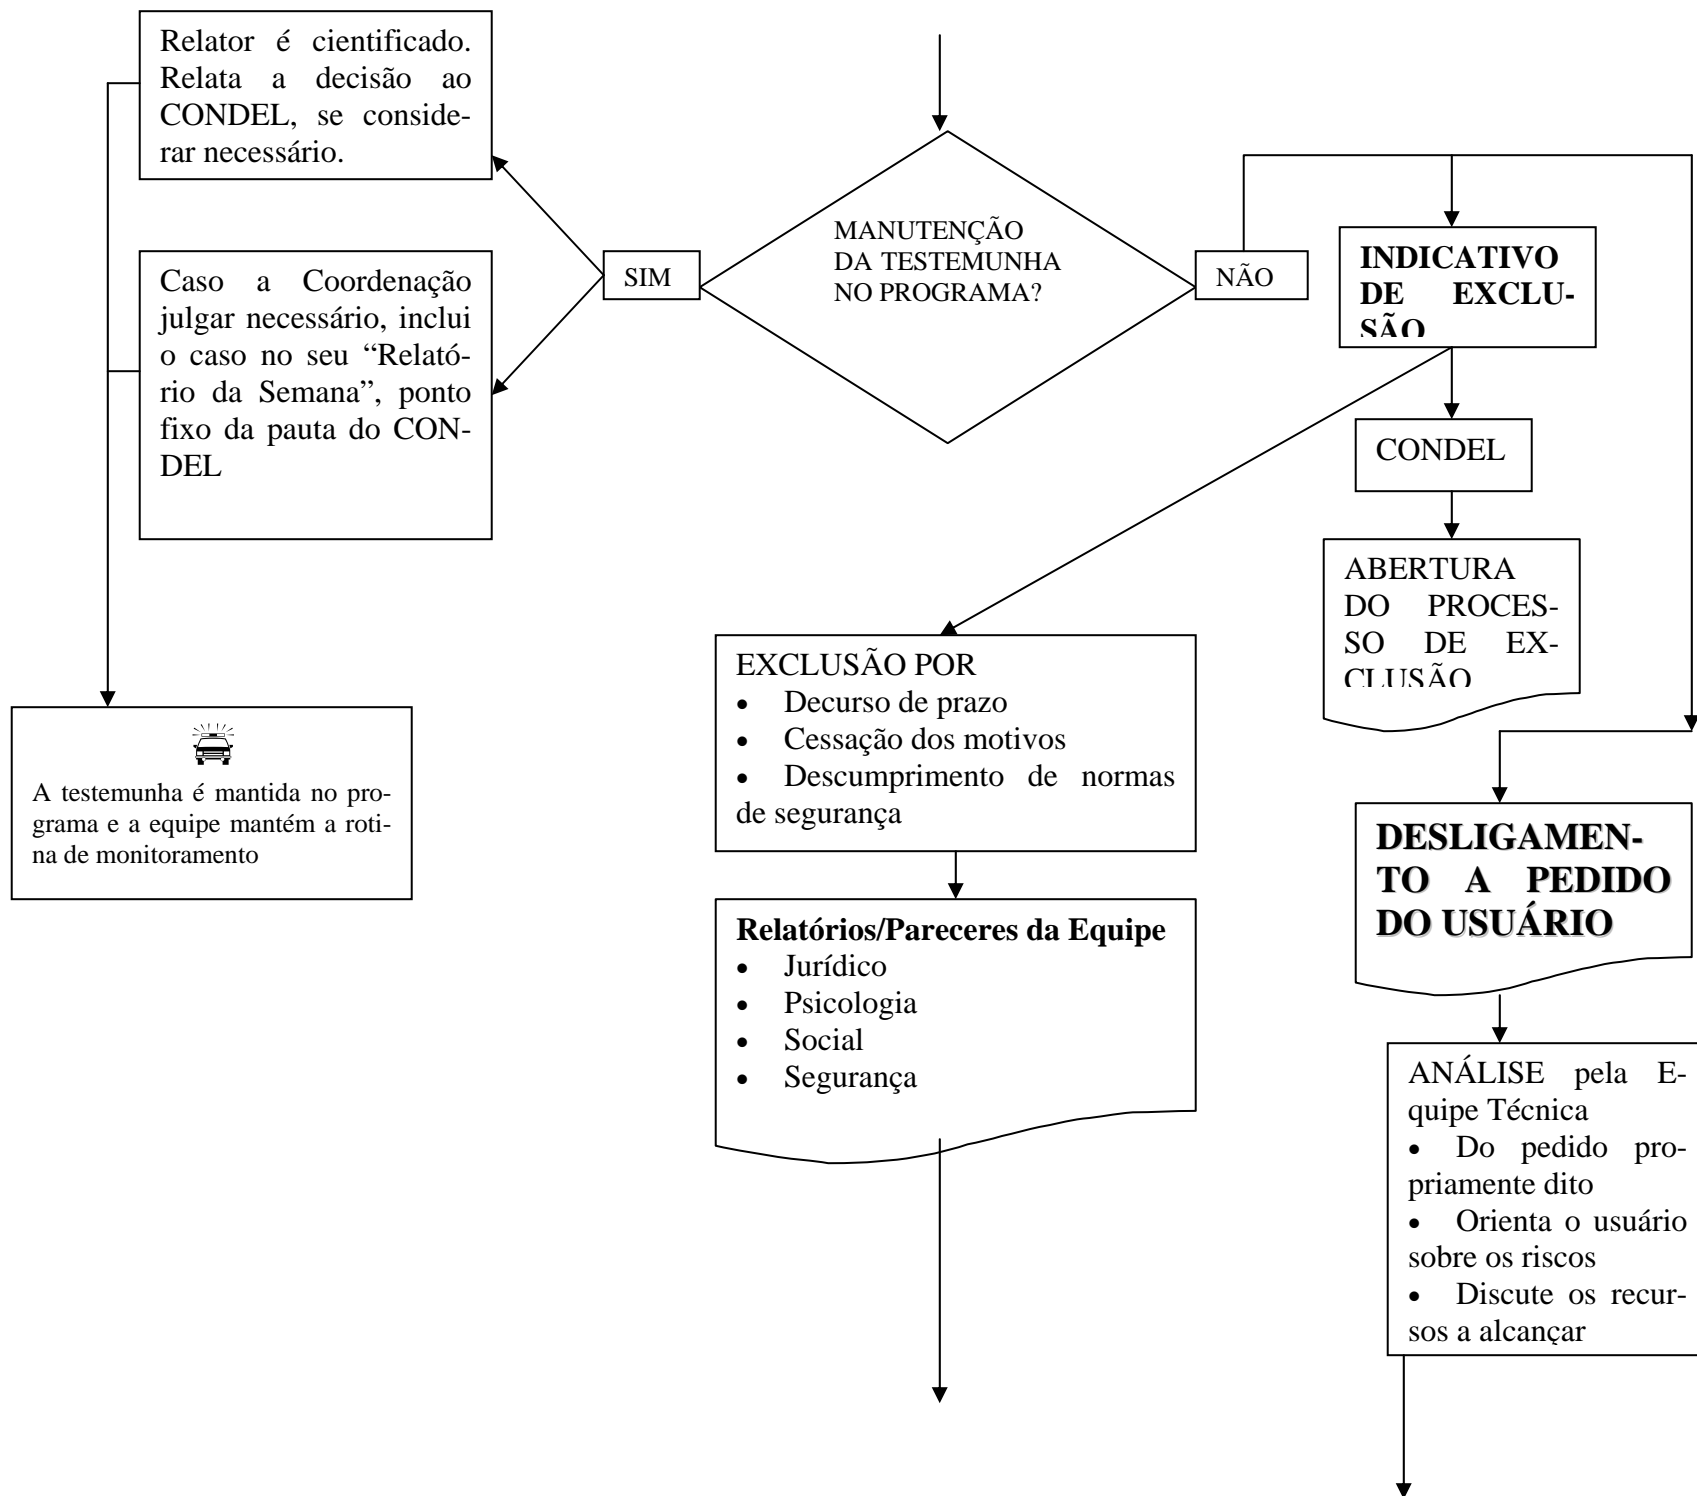 Relator é cientificado.
Relata a decisão ao
CONDEL, se conside-
rar necessário.
Caso a Coordenação
julgar necessário, inclui
o caso no seu “Relató-
rio da Semana”, ponto
fixo da pauta do CON-
DEL
SIM
MANUTENÇÃO
DA TESTEMUNHA
NO PROGRAMA?
NÃO
INDICATIVO
DE EXCLU-
SÃO
CONDEL
ABERTURA
DO PROCES-
SO DE EX-
CLUSÃO
A testemunha é mantida no pro-
grama e a equipe mantém a roti-
na de monitoramento
EXCLUSÃO POR
• Decurso de prazo
• Cessação dos motivos
• Descumprimento de normas
de segurança
Relatórios/Pareceres da Equipe
• Jurídico
• Psicologia
• Social
• Segurança
DESLIGAMEN-
TO A PEDIDO
DO USUÁRIO
ANÁLISE pela E-
quipe Técnica
• Do pedido pro-
priamente dito
• Orienta o usuário
sobre os riscos
• Discute os recur-
sos a alcançar